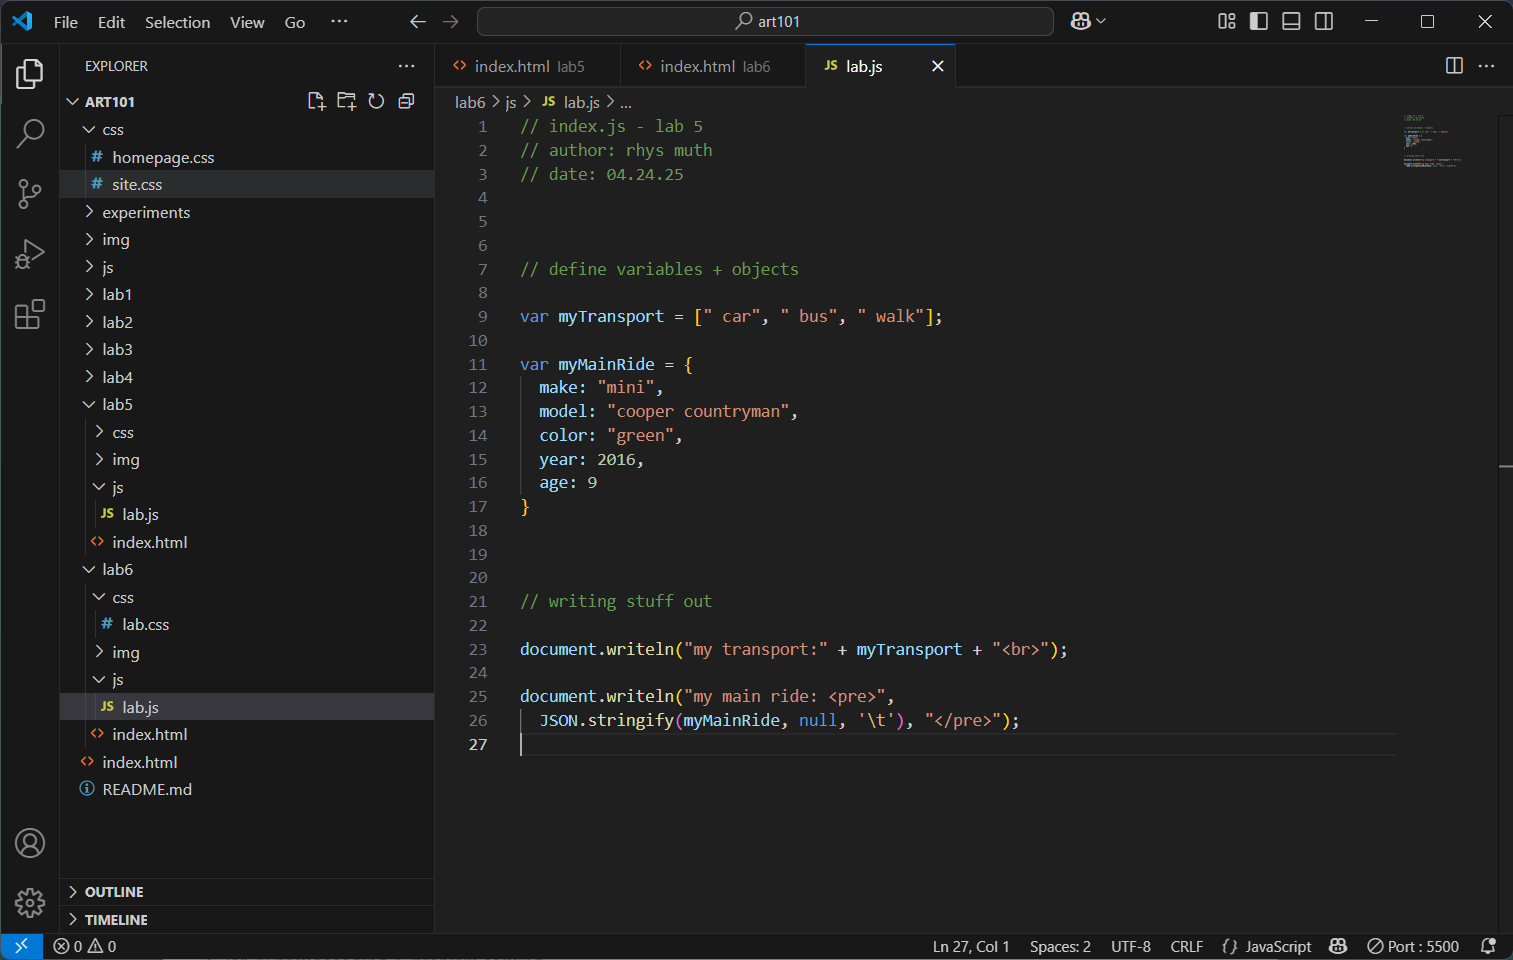 File Edit Selection View Go ··· art101
EXPLORER ···
ART101
css
# homepage.css
# site.css
experiments
img
js
lab1
lab2
lab3
lab4
lab5
css
img
js
JS lab.js
<> index.html
lab6
css
# lab.css
img
js
JS lab.js
<> index.html
<> index.html
README.md
OUTLINE
TIMELINE
<> index.html lab5 <> index.html lab6 JS lab.js
lab6 > js > JS lab.js > ...
1 // index.js - lab 5
2 // author: rhys muth
3 // date: 04.24.25
4
5
6
7 // define variables + objects
8
9 var myTransport = [" car", " bus", " walk"];
10
11 var myMainRide = {
12 make: "mini",
13 model: "cooper countryman",
14 color: "green",
15 year: 2016,
16 age: 9
17 }
18
19
20
21 // writing stuff out
22
23 document.writeln("my transport:" + myTransport + "<br>");
24
25 document.writeln("my main ride: <pre>",
26 JSON.stringify(myMainRide, null, '\t'), "</pre>");
27
0 0 Ln 27, Col 1 Spaces: 2 UTF-8 CRLF {} JavaScript Port : 5500